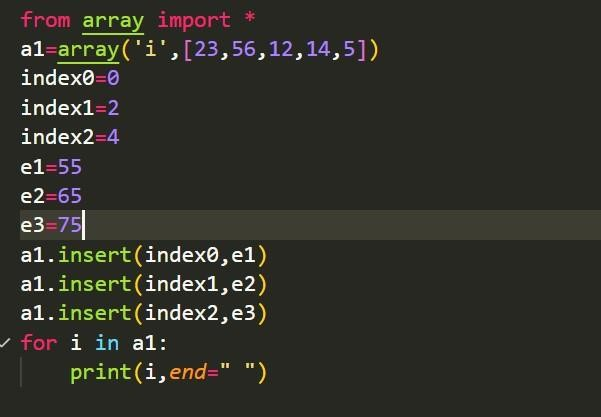 from array import *
a1=array('i',[23,56,12,14,5])
index0=0
index1=2
index2=4
e1=55
e2=65
e3=75
a1.insert(index0,e1)
a1.insert(index1,e2)
a1.insert(index2,e3)
for i in a1:
    print(i,end=" ")